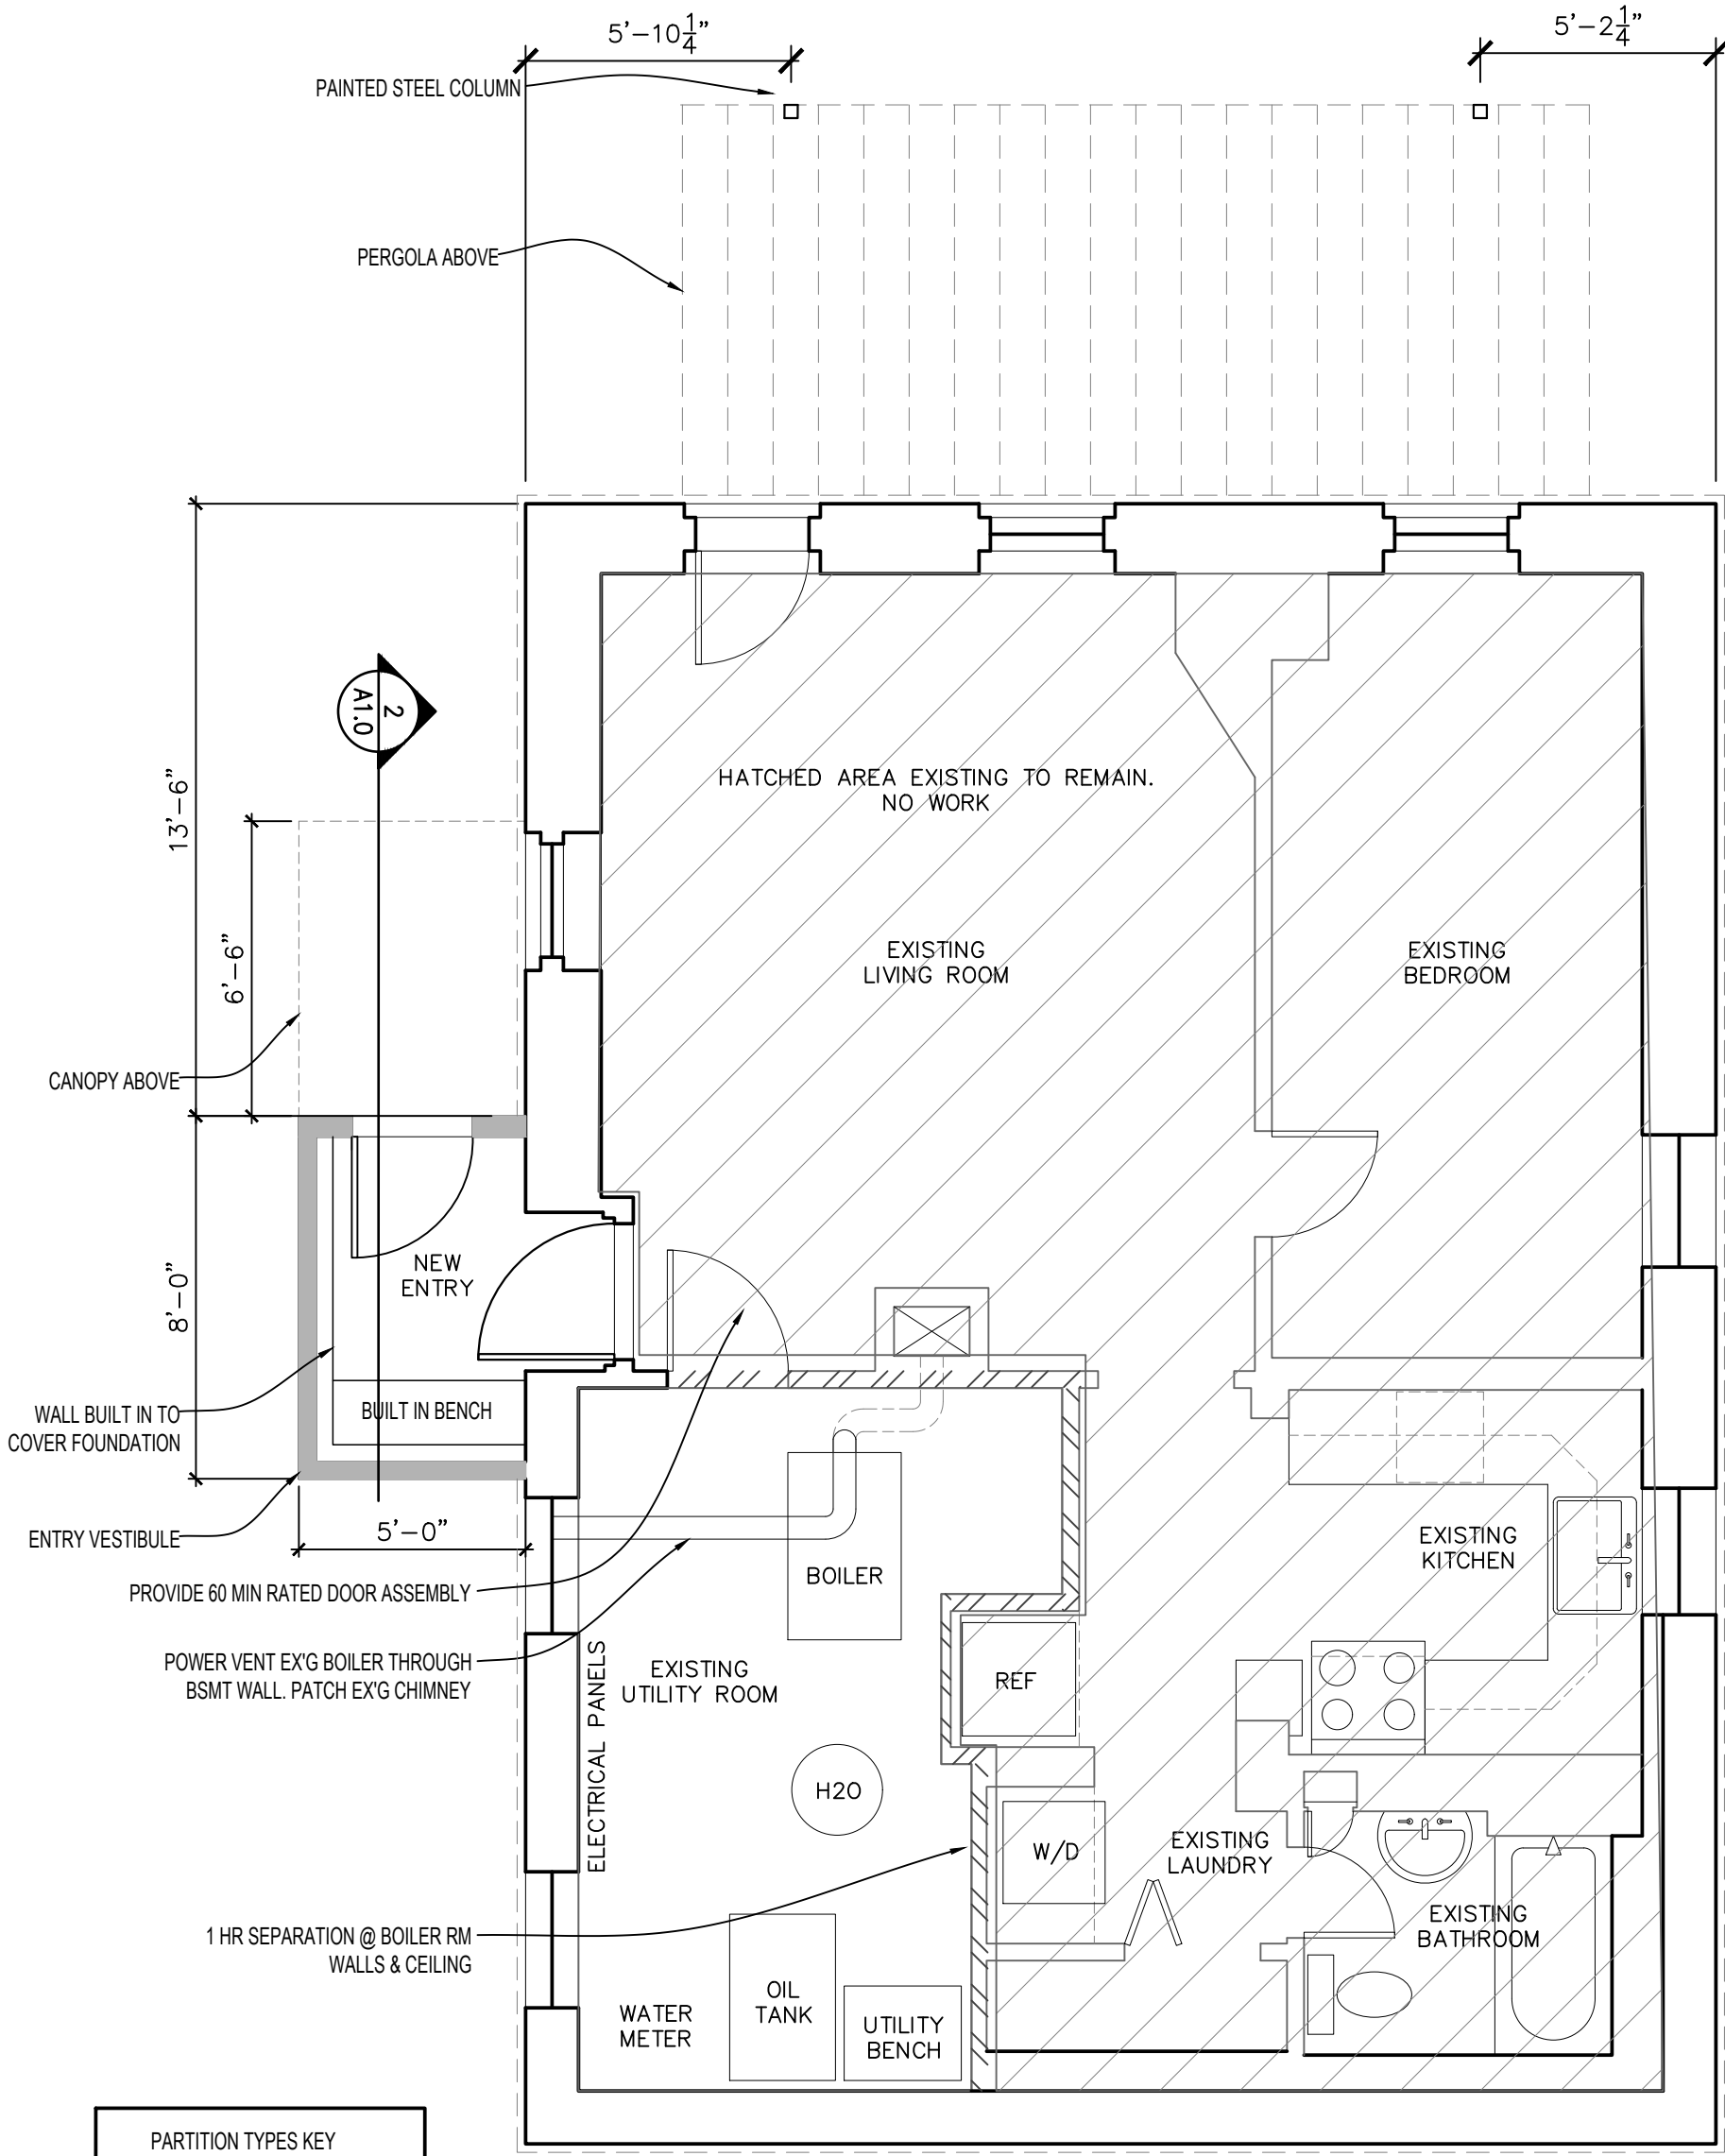 5'-10 1/4"
5'-2 1/4"
PAINTED STEEL COLUMN
PERGOLA ABOVE
2
A1.0
13'-6"
HATCHED AREA EXISTING TO REMAIN.
NO WORK
6'-6"
EXISTING
LIVING ROOM
EXISTING
BEDROOM
CANOPY ABOVE
8'-0"
NEW
ENTRY
WALL BUILT IN TO
COVER FOUNDATION
BUILT IN BENCH
ENTRY VESTIBULE
5'-0"
PROVIDE 60 MIN RATED DOOR ASSEMBLY
BOILER
EXISTING
KITCHEN
POWER VENT EX'G BOILER THROUGH
BSMT WALL. PATCH EX'G CHIMNEY
ELECTRICAL PANELS
EXISTING
UTILITY ROOM
REF
H20
W/D
EXISTING
LAUNDRY
EXISTING
BATHROOM
1 HR SEPARATION @ BOILER RM
WALLS & CEILING
OIL
TANK
WATER
METER
UTILITY
BENCH
PARTITION TYPES KEY